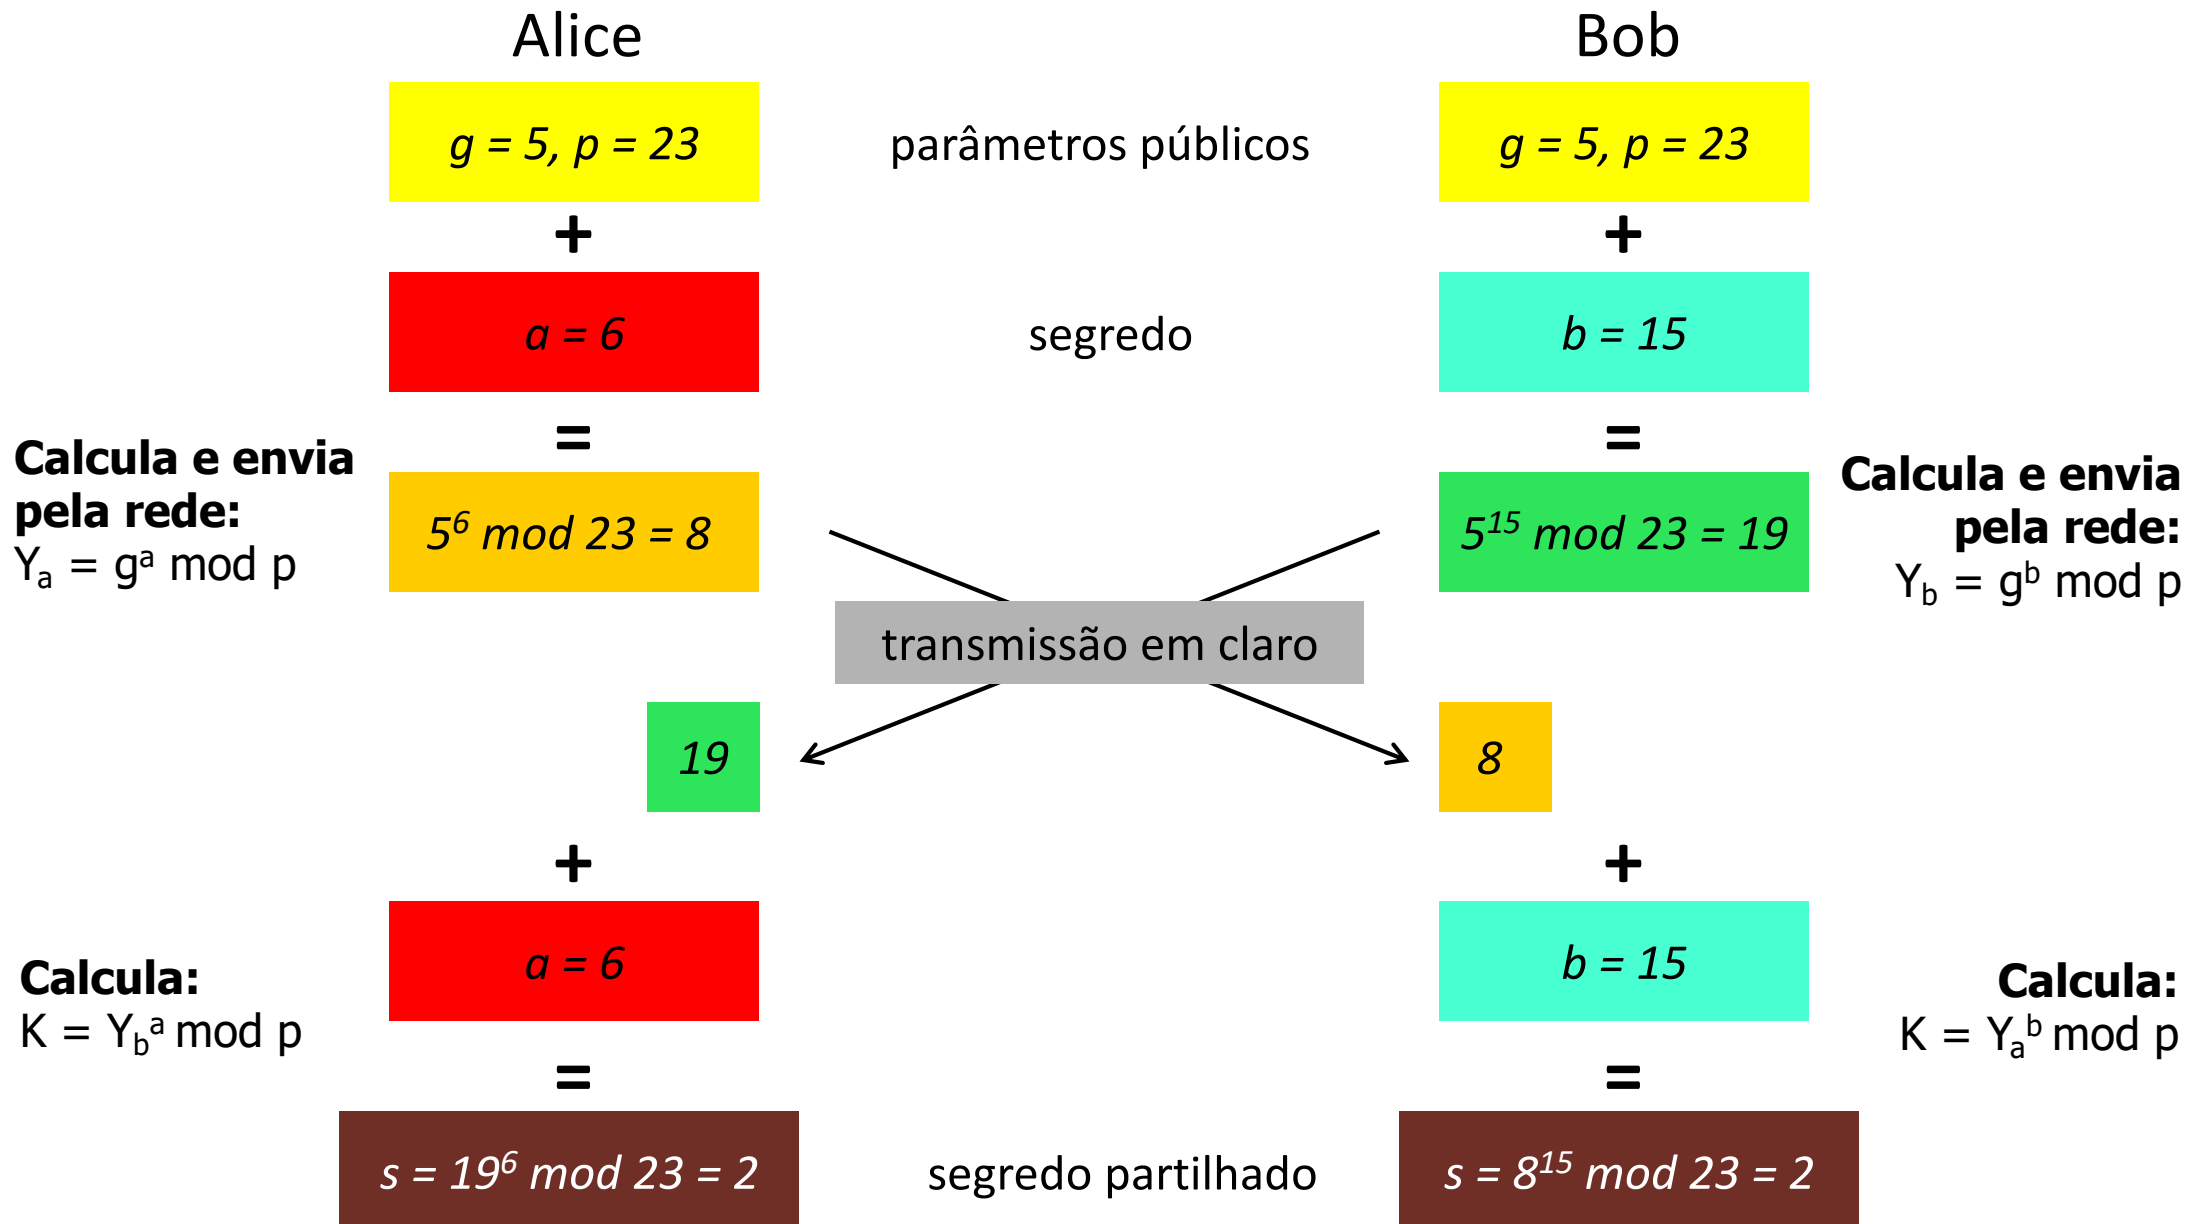 Alice
Bob
g = 5, p = 23
parâmetros públicos
g = 5, p = 23
+
+
a = 6
segredo
b = 15
=
=
Calcula e envia
pela rede:
Yₐ = gᵃ mod p
5⁶ mod 23 = 8
5¹⁵ mod 23 = 19
Calcula e envia
pela rede:
Y_b = gᵇ mod p
transmissão em claro
19
8
+
+
a = 6
b = 15
Calcula:
K = Y_bᵃ mod p
Calcula:
K = Yₐᵇ mod p
=
=
s = 19⁶ mod 23 = 2
segredo partilhado
s = 8¹⁵ mod 23 = 2